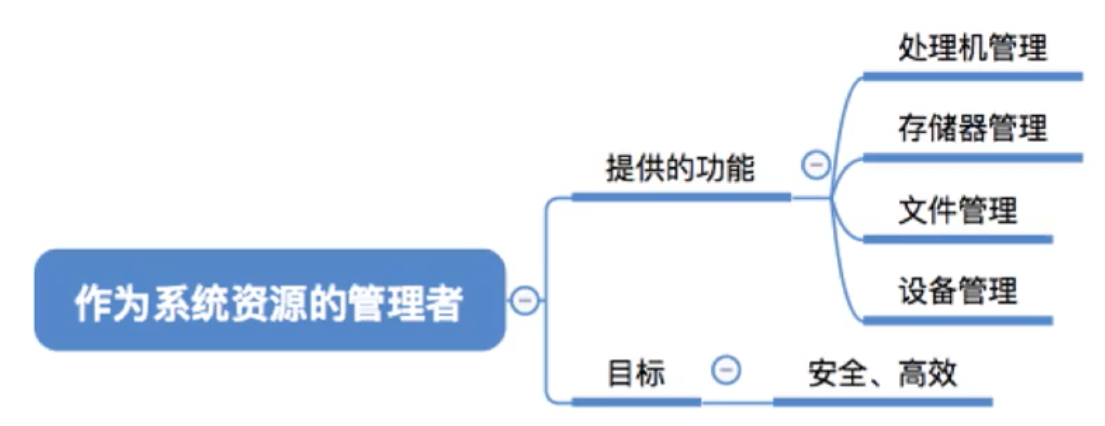 处理机管理
存储器管理
提供的功能
文件管理
设备管理
作为系统资源的管理者
目标
安全、高效